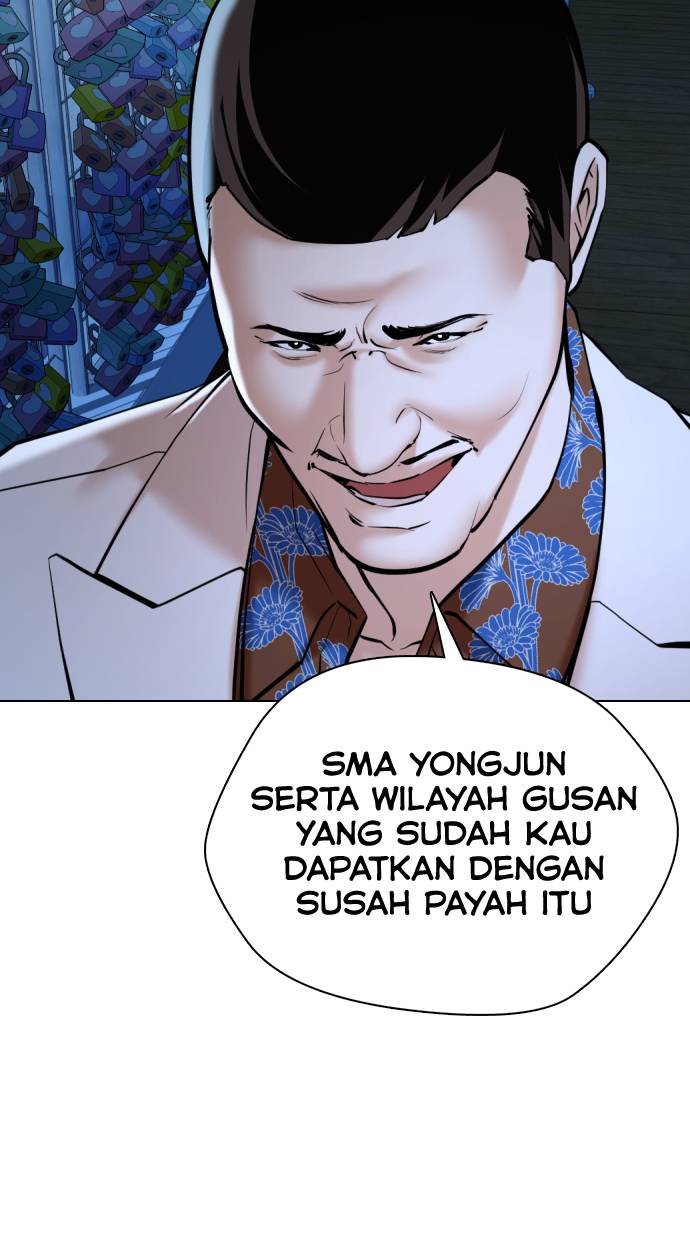 SMA YONGJUN
SERTA WILAYAH GUSAN
YANG SUDAH KAU
DAPATKAN DENGAN
SUSAH PAYAH ITU